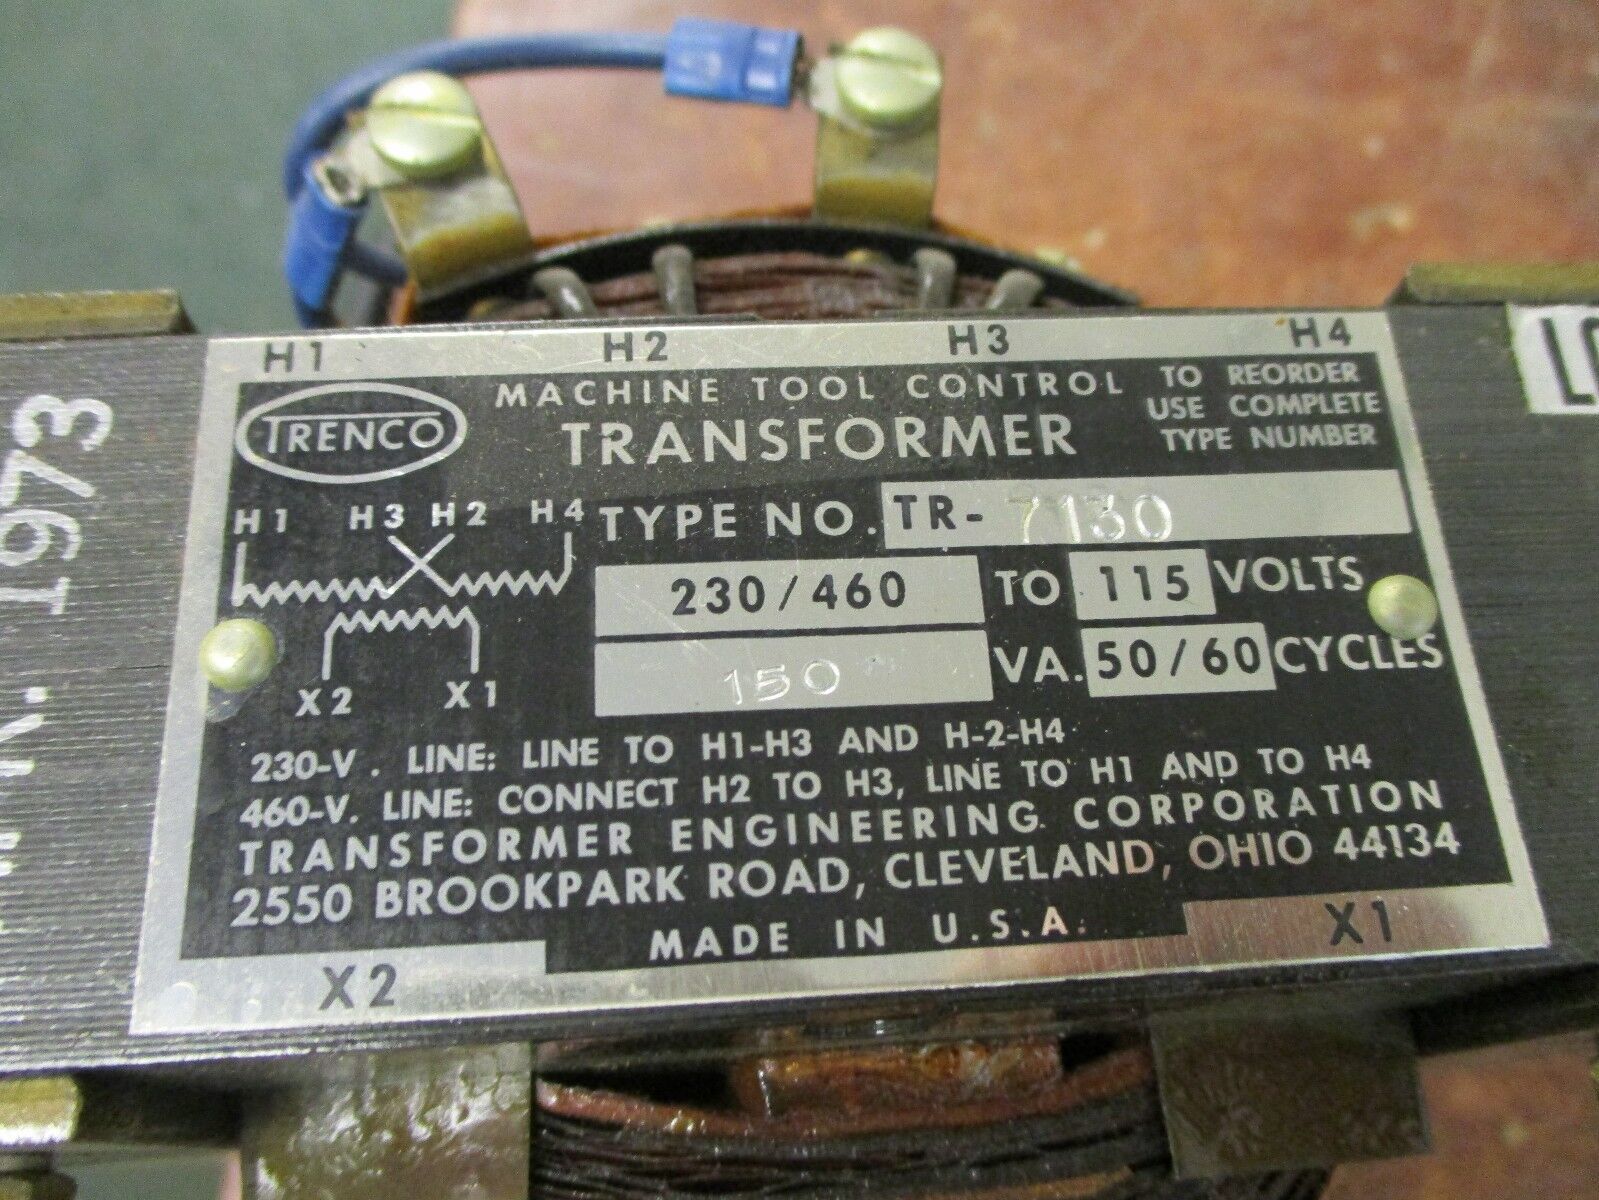 H1 H2 H3 H4
TRENCO
MACHINE TOOL CONTROL
TRANSFORMER
TO REORDER
USE COMPLETE
TYPE NUMBER
H1 H3 H2 H4
X2 X1
TYPE NO. TR- 7130
230/460 TO 115 VOLTS
150 VA. 50/60 CYCLES
230-V. LINE: LINE TO H1-H3 AND H-2-H4
460-V. LINE: CONNECT H2 TO H3, LINE TO H1 AND TO H4
TRANSFORMER ENGINEERING CORPORATION
2550 BROOKPARK ROAD, CLEVELAND, OHIO 44134
MADE IN U.S.A.
X2 X1
1973